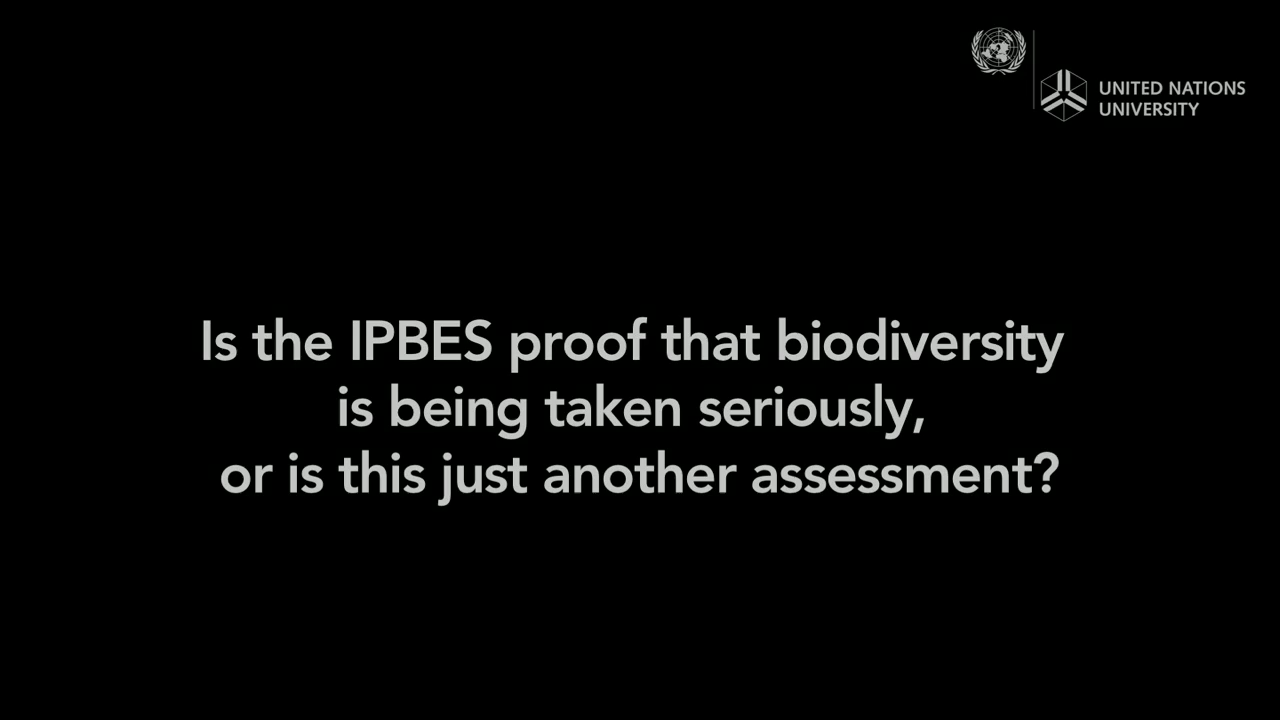 UNITED NATIONS
UNIVERSITY
Is the IPBES proof that biodiversity
is being taken seriously,
or is this just another assessment?